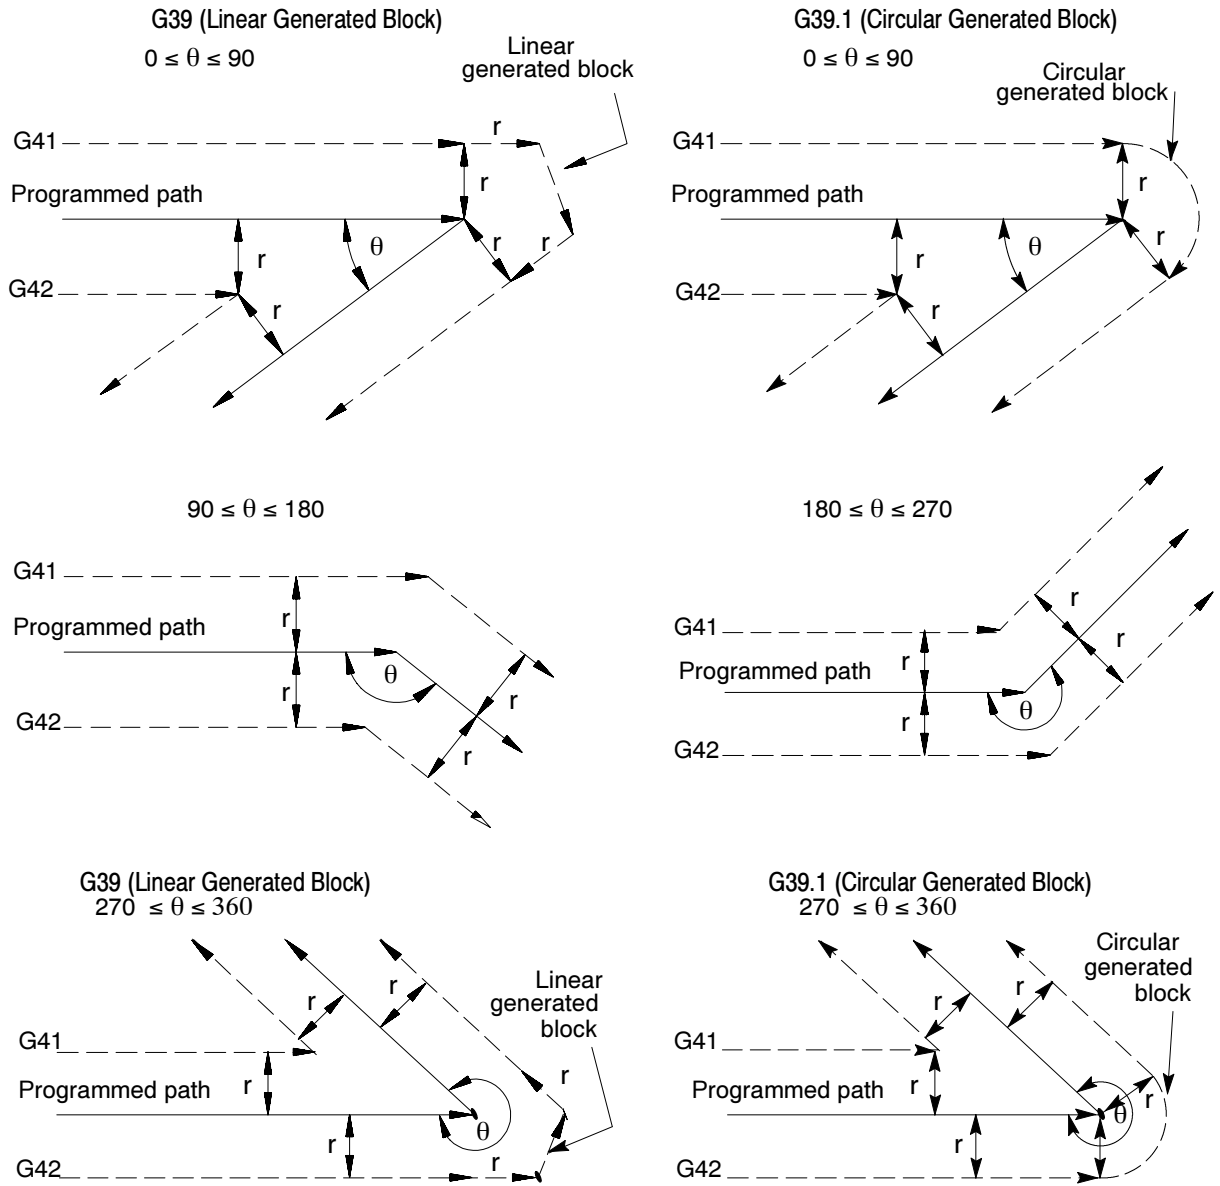 G39 (Linear Generated Block)
0 ≤ θ ≤ 90
Linear
generated block
G41
r
r
Programmed path
θ
r
r
r
G42
r
G39.1 (Circular Generated Block)
0 ≤ θ ≤ 90
Circular
generated block
G41
r
Programmed path
θ
r
r
G42
r
90 ≤ θ ≤ 180
G41
r
Programmed path
θ
r
r
G42
r
180 ≤ θ ≤ 270
r
G41
r
r
Programmed path
θ
r
G42
G39 (Linear Generated Block)
270 ≤ θ ≤ 360
Linear
generated
block
r
r
G41
r
r
Programmed path
θ
r
G42
r
G39.1 (Circular Generated Block)
270 ≤ θ ≤ 360
Circular
generated
block
r
r
G41
r
Programmed path
r
θ
r
G42